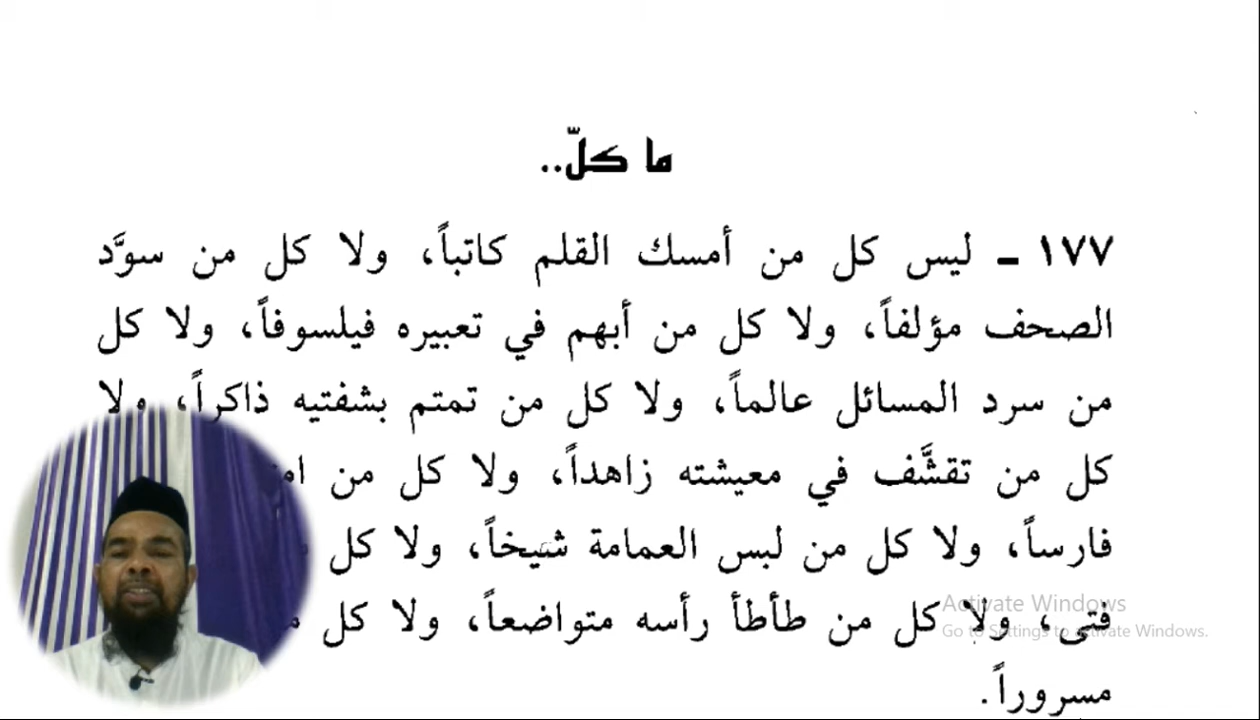 ما كلّ..
١٧٧ ـ ليس كل من أمسك القلم كاتباً، ولا كل من سوَّد
الصحف مؤلفاً، ولا كل من أبهم في تعبيره فيلسوفاً، ولا كل
من سرد المسائل عالماً، ولا كل من تمتم بشفتيه ذاكراً، ولا
كل من تقشَّف في معيشته زاهداً، ولا كل من
فارساً، ولا كل من لبس العمامة شيخاً، ولا كل
فتى، ولا كل من طأطأ رأسه متواضعاً، ولا كل
مسروراً.
Activate Windows
Go to Settings to activate Windows.